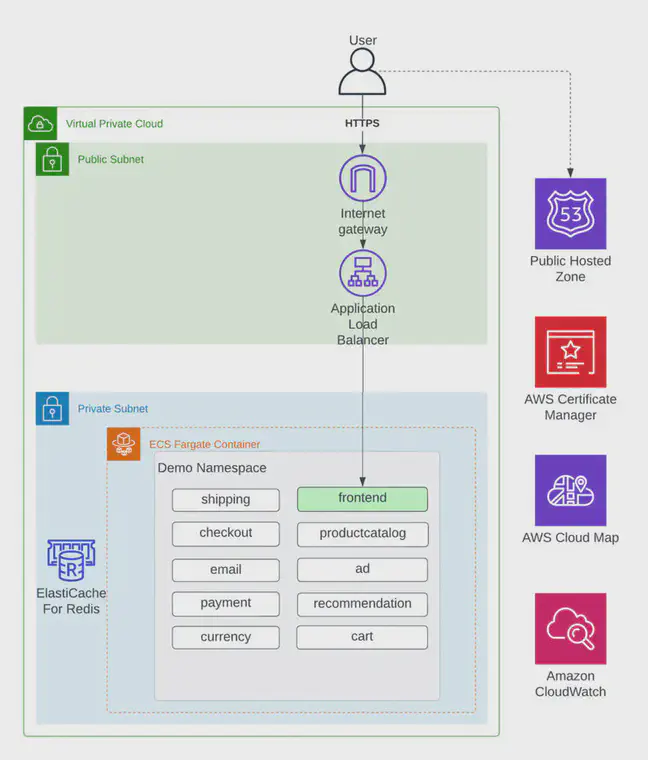 User
HTTPS
Virtual Private Cloud
Public Subnet
Internet
gateway
Application
Load
Balancer
53
Public Hosted
Zone
AWS Certificate
Manager
AWS Cloud Map
Amazon
CloudWatch
Private Subnet
ECS Fargate Container
Demo Namespace
shipping
frontend
checkout
productcatalog
email
ad
payment
recommendation
currency
cart
R
ElastiCache
For Redis